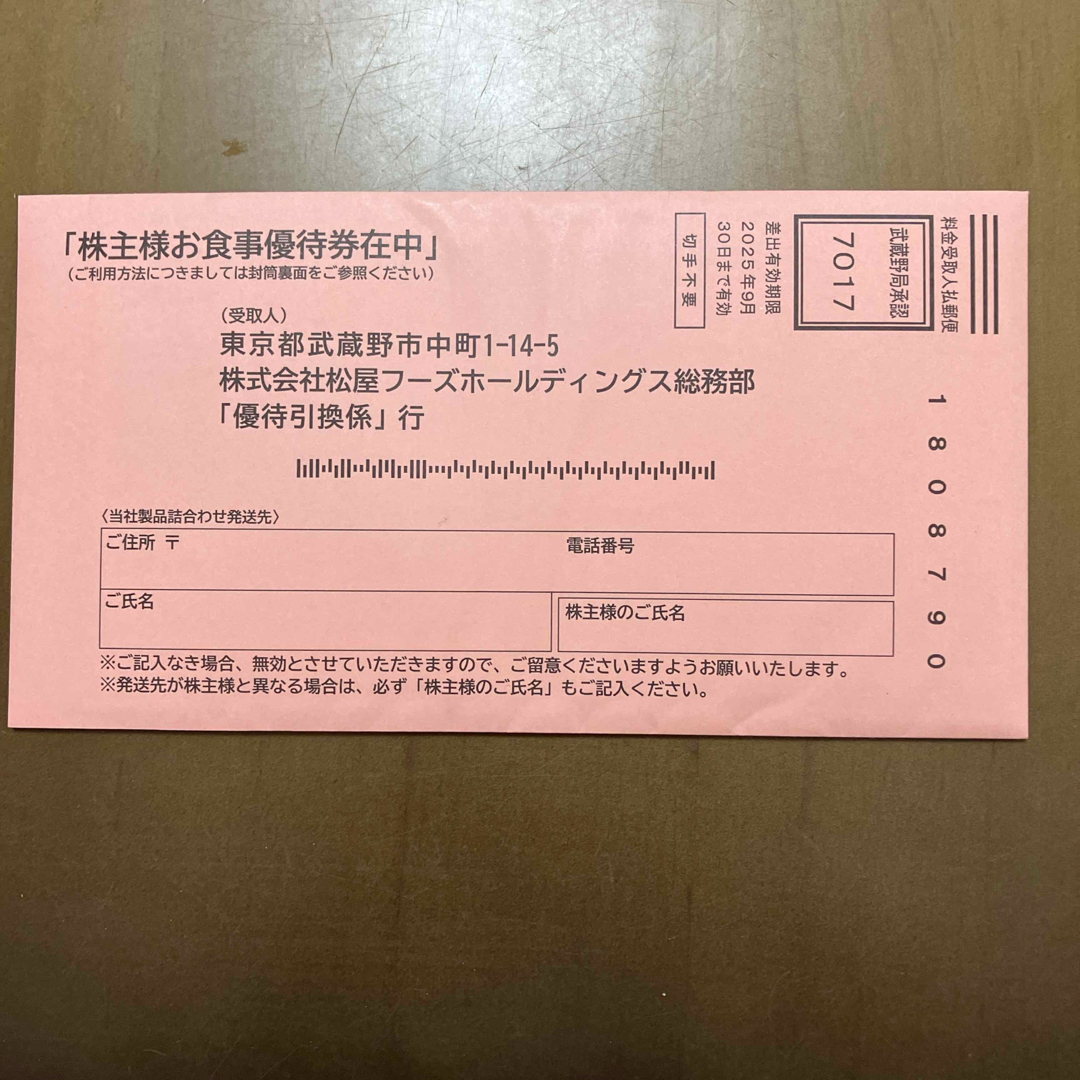 「株主様お食事優待券在中」
（ご利用方法につきましては封筒裏面をご参照ください）
（受取人）
東京都武蔵野市中町1-14-5
株式会社松屋フーズホールディングス総務部
「優待引換係」行
料金受取人払郵便
武蔵野局承認
7017
差出有効期限
2025年9月
30日まで有効
切手不要
1808790
〈当社製品詰合わせ発送先〉
ご住所 〒
電話番号
ご氏名
株主様のご氏名
※ご記入なき場合、無効とさせていただきますので、ご留意くださいますようお願いいたします。
※発送先が株主様と異なる場合は、必ず「株主様のご氏名」もご記入ください。